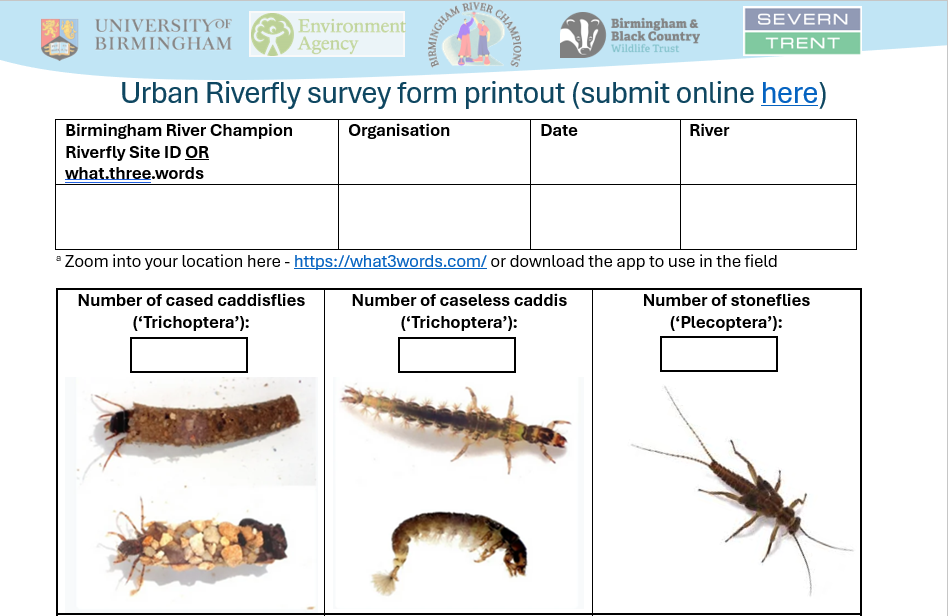 UNIVERSITY OF
BIRMINGHAM
Environment
Agency
BIRMINGHAM RIVER CHAMPIONS
Birmingham &
Black Country
Wildlife Trust
SEVERN
TRENT
Urban Riverfly survey form printout (submit online here)
Birmingham River Champion
Riverfly Site ID OR
what.three.words
Organisation
Date
River
a Zoom into your location here - https://what3words.com/ or download the app to use in the field
Number of cased caddisflies
(‘Trichoptera’):
Number of caseless caddis
(‘Trichoptera’):
Number of stoneflies
(‘Plecoptera’):